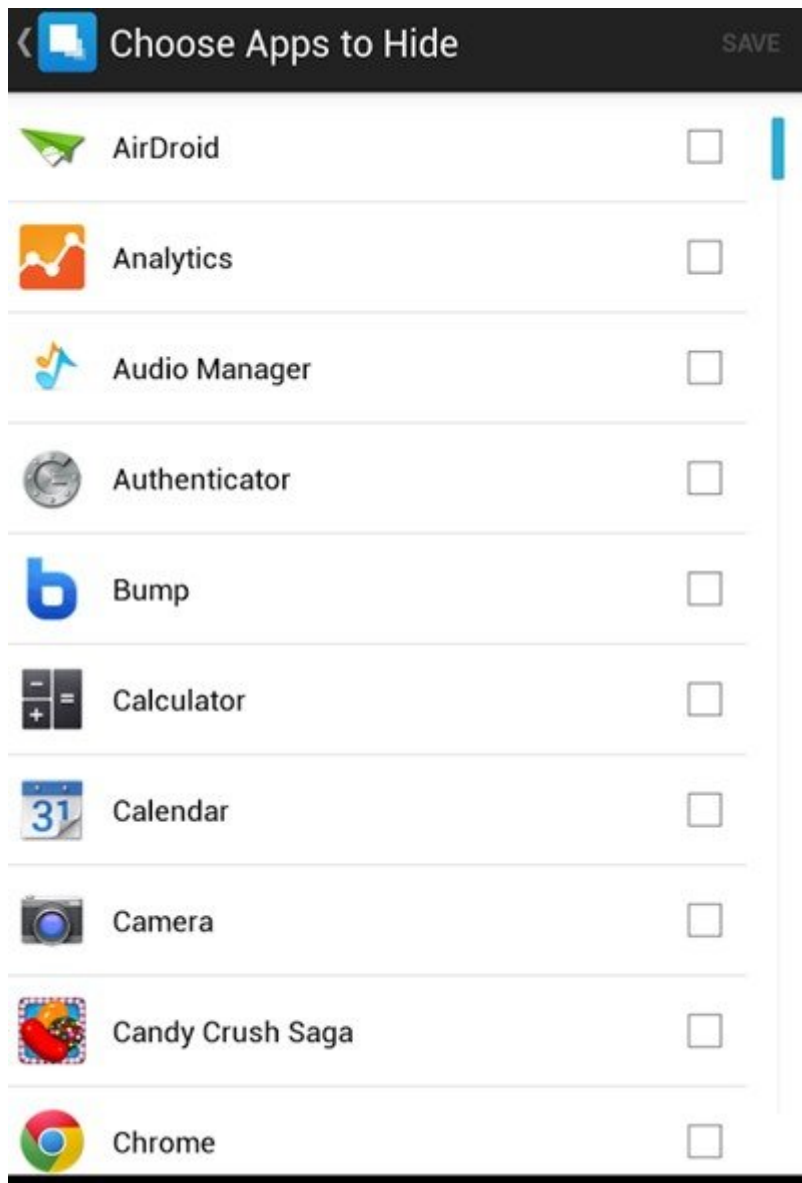 Choose Apps to Hide
SAVE
AirDroid
Analytics
Audio Manager
Authenticator
Bump
Calculator
31
Calendar
Camera
Candy Crush Saga
Chrome